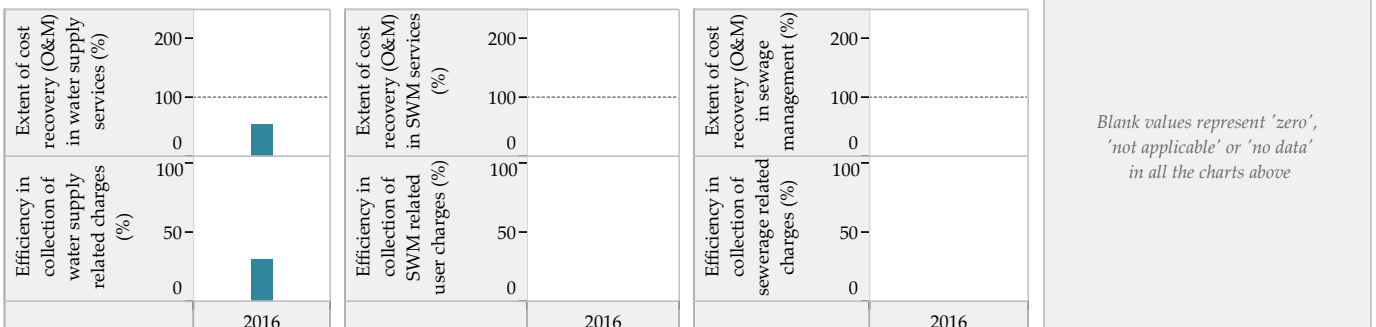 Extent of cost
recovery (O&M)
in water supply
services (%)
200
100
0
Efficiency in
collection of
water supply
related charges
(%)
100
50
0
2016
Extent of cost
recovery (O&M)
in SWM services
(%)
200
100
0
Efficiency in
collection of
SWM related
user charges (%)
100
50
0
2016
Extent of cost
recovery (O&M)
in sewage
management (%)
200
100
0
Efficiency in
collection of
sewerage related
charges (%)
100
50
0
2016
Blank values represent 'zero',
'not applicable' or 'no data'
in all the charts above